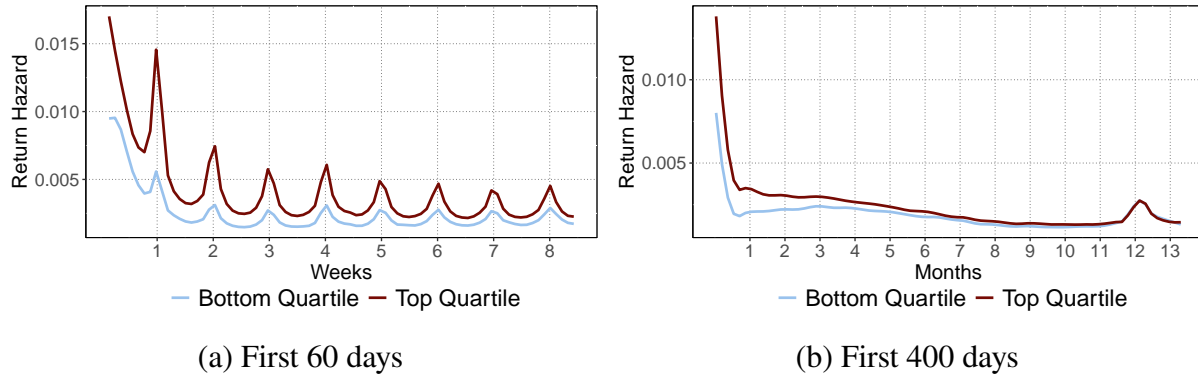 Return Hazard
0.015
0.010
0.005
1 2 3 4 5 6 7 8
Weeks
Bottom Quartile Top Quartile
(a) First 60 days
Return Hazard
0.010
0.005
1 2 3 4 5 6 7 8 9 10 11 12 13
Months
Bottom Quartile Top Quartile
(b) First 400 days